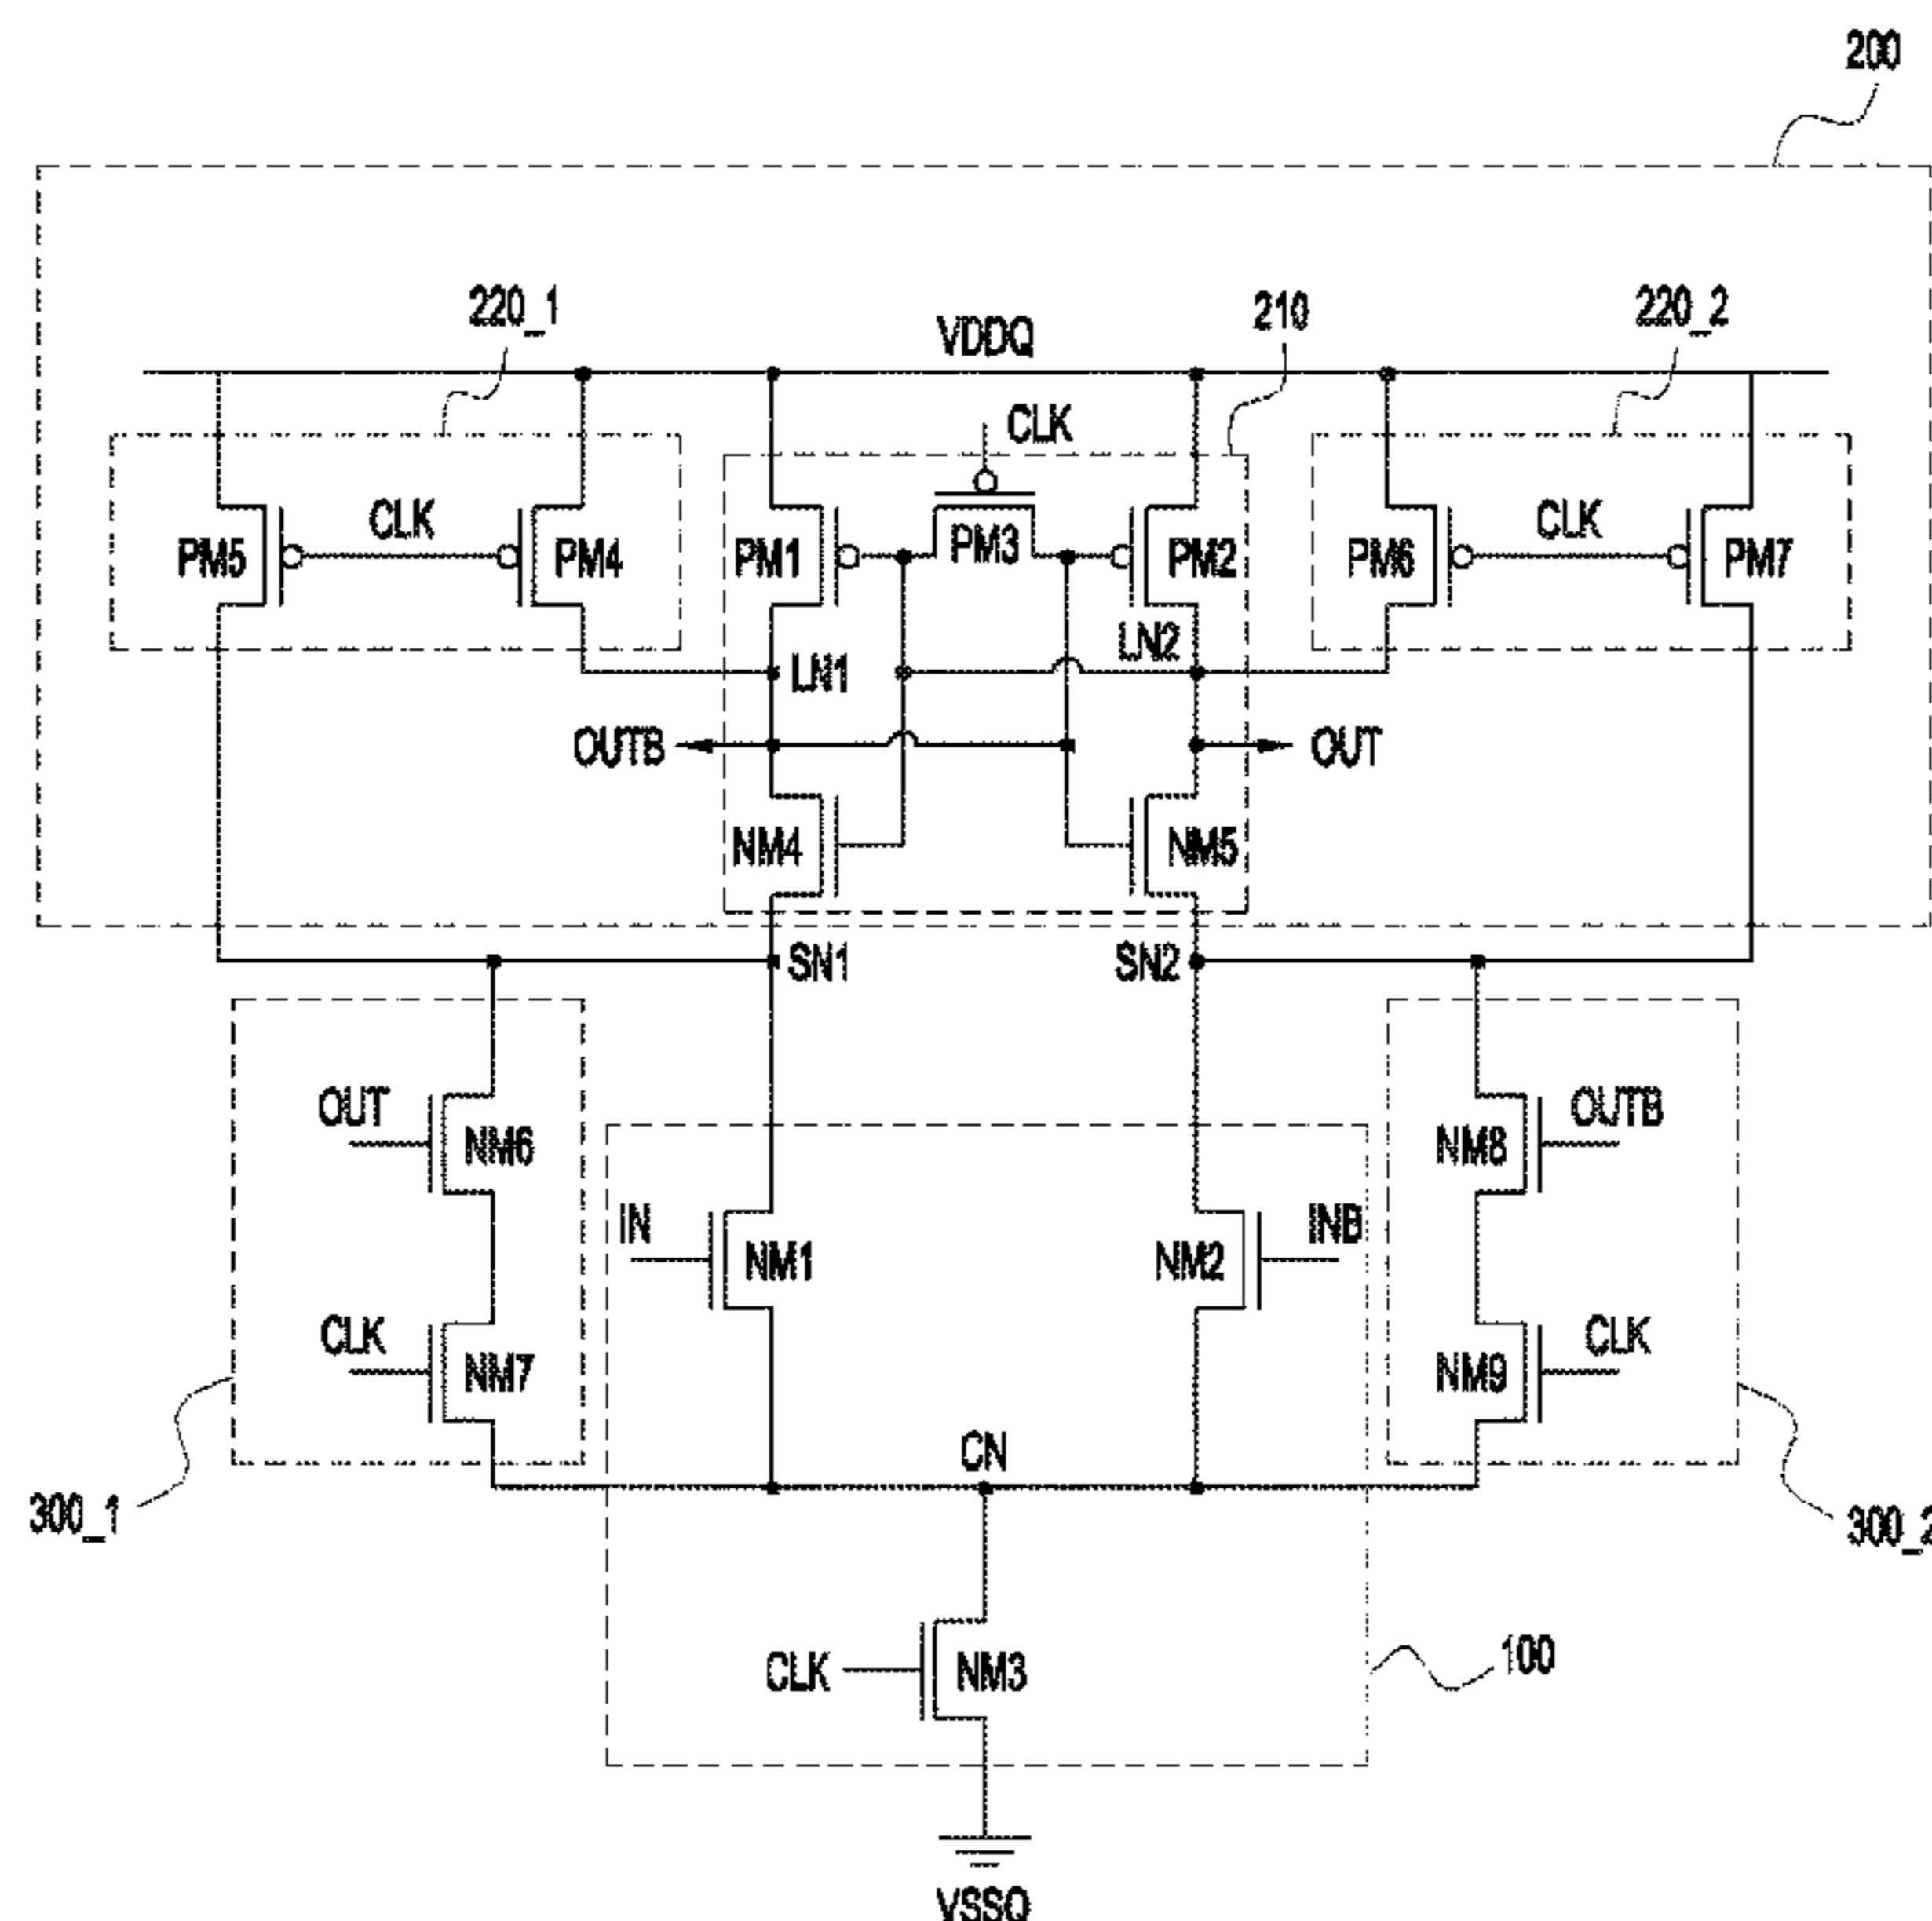 200
220_1
VDDQ
210
220_2
CLK
PM5
CLK
PM4
PM1
PM3
PM2
PM6
CLK
PM7
LN1
LN2
OUTB
OUT
NM4
NM5
SN1
SN2
OUT
NM6
NM8
OUTB
IN
NM1
NM2
INB
CLK
NM7
NM9
CLK
CN
300_1
300_2
CLK
NM3
100
VSSQ